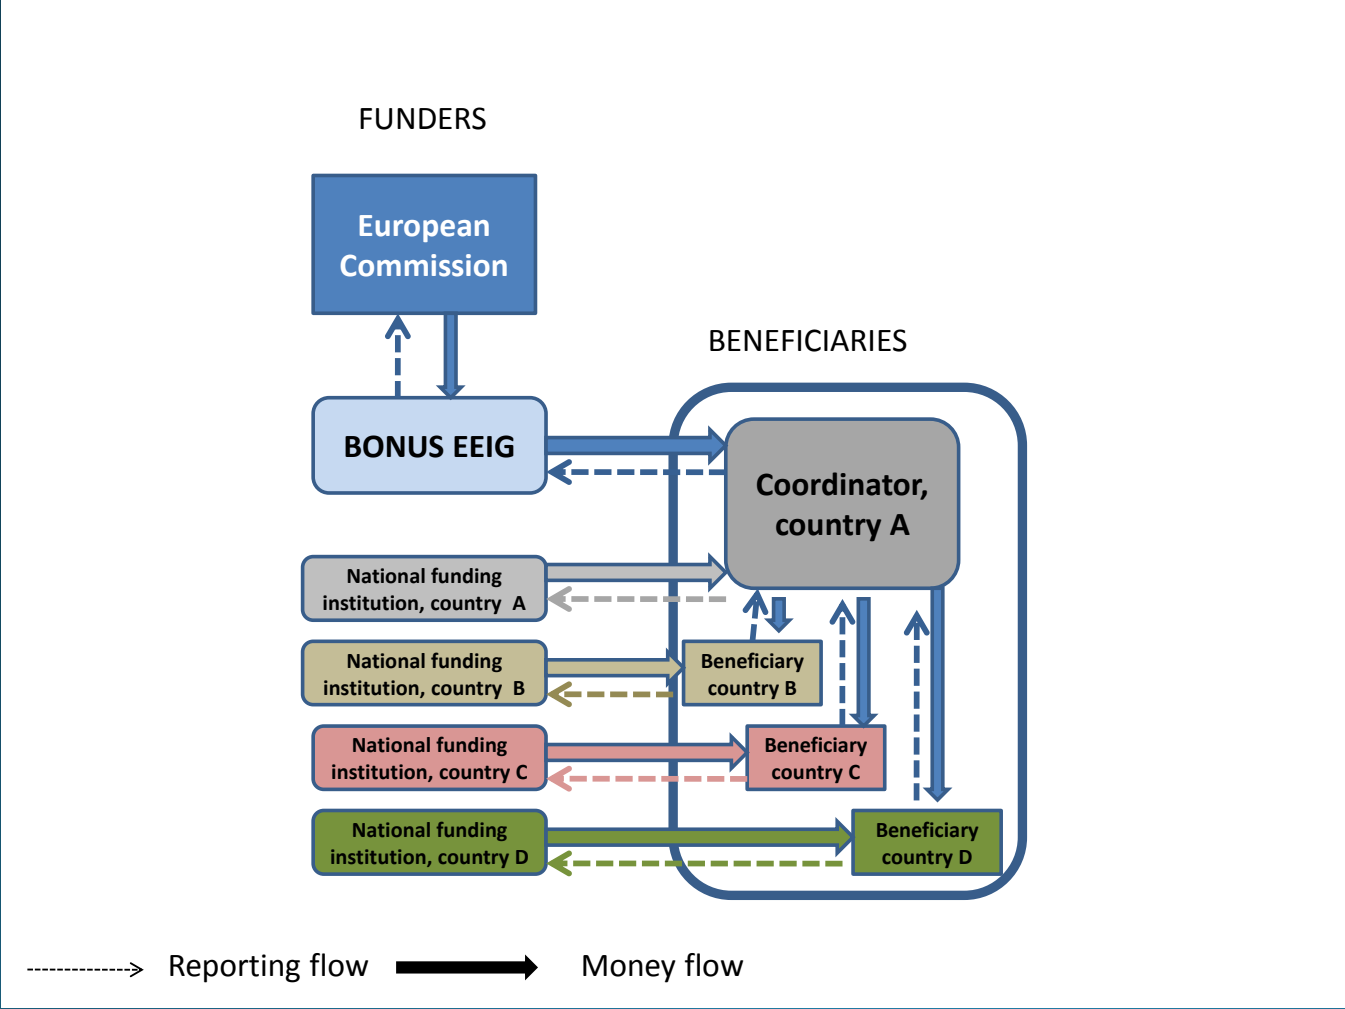 FUNDERS
European
Commission
BENEFICIARIES
BONUS EEIG
Coordinator,
country A
National funding
institution, country A
National funding
institution, country B
Beneficiary
country B
National funding
institution, country C
Beneficiary
country C
National funding
institution, country D
Beneficiary
country D
Reporting flow
Money flow